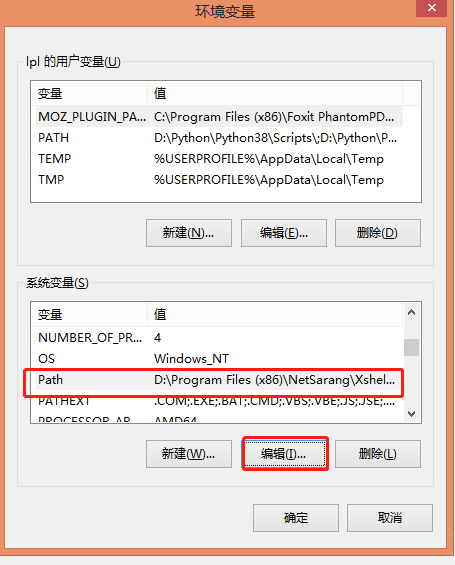 环境变量
lpl 的用户变量(U)
变量 值
MOZ_PLUGIN_PA... C:\Program Files (x86)\Foxit PhantomPD...
PATH D:\Python\Python38\Scripts\;D:\Python\P...
TEMP %USERPROFILE%\AppData\Local\Temp
TMP %USERPROFILE%\AppData\Local\Temp
新建(N)... 编辑(E)... 删除(D)
系统变量(S)
变量 值
NUMBER_OF_PR... 4
OS Windows_NT
Path D:\Program Files (x86)\NetSarang\Xshel...
PATHEXT .COM;.EXE;.BAT;.CMD;.VBS;.VBE;.JS;.JSE;....
PROCESSOR_AR... AMD64
新建(W)... 编辑(I)... 删除(L)
确定 取消